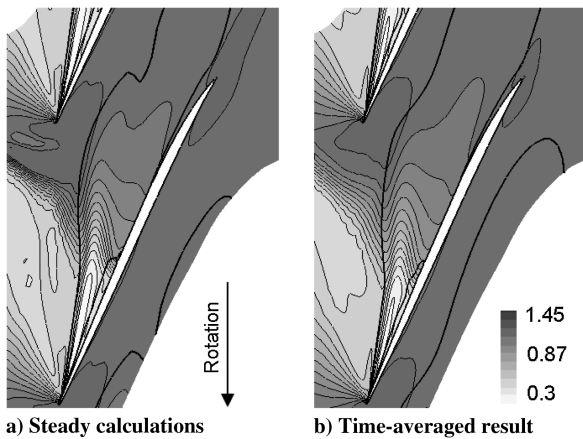 Rotation
1.45
0.87
0.3
a) Steady calculations
b) Time-averaged result